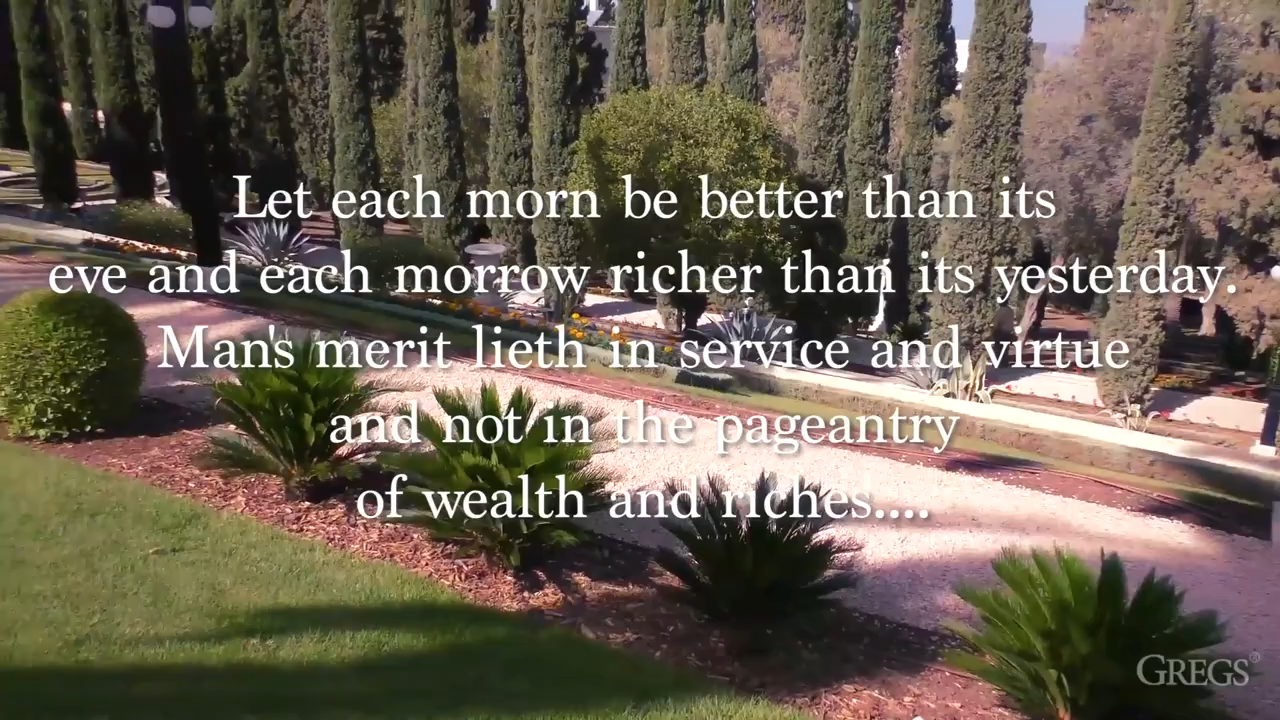 Let each morn be better than its
eve and each morrow richer than its yesterday.
Man's merit lieth in service and virtue
and not in the pageantry
of wealth and riches....
GREGS®